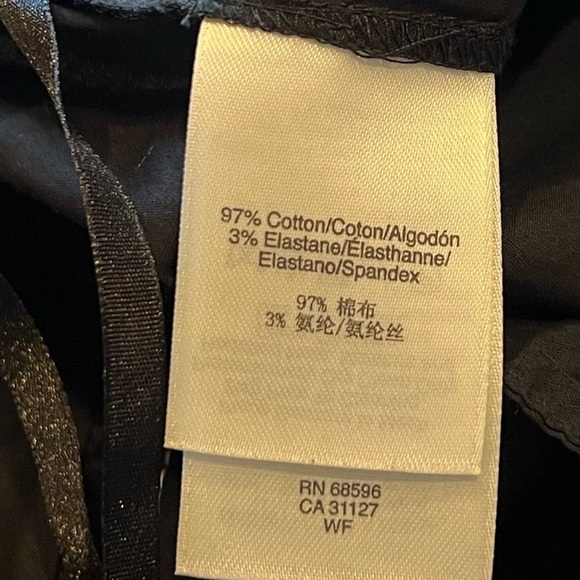 97% Cotton/Coton/Algodón
3% Elastane/Élasthanne/
Elastano/Spandex
97% 棉布
3% 氨纶/氨纶丝
RN 68596
CA 31127
WF